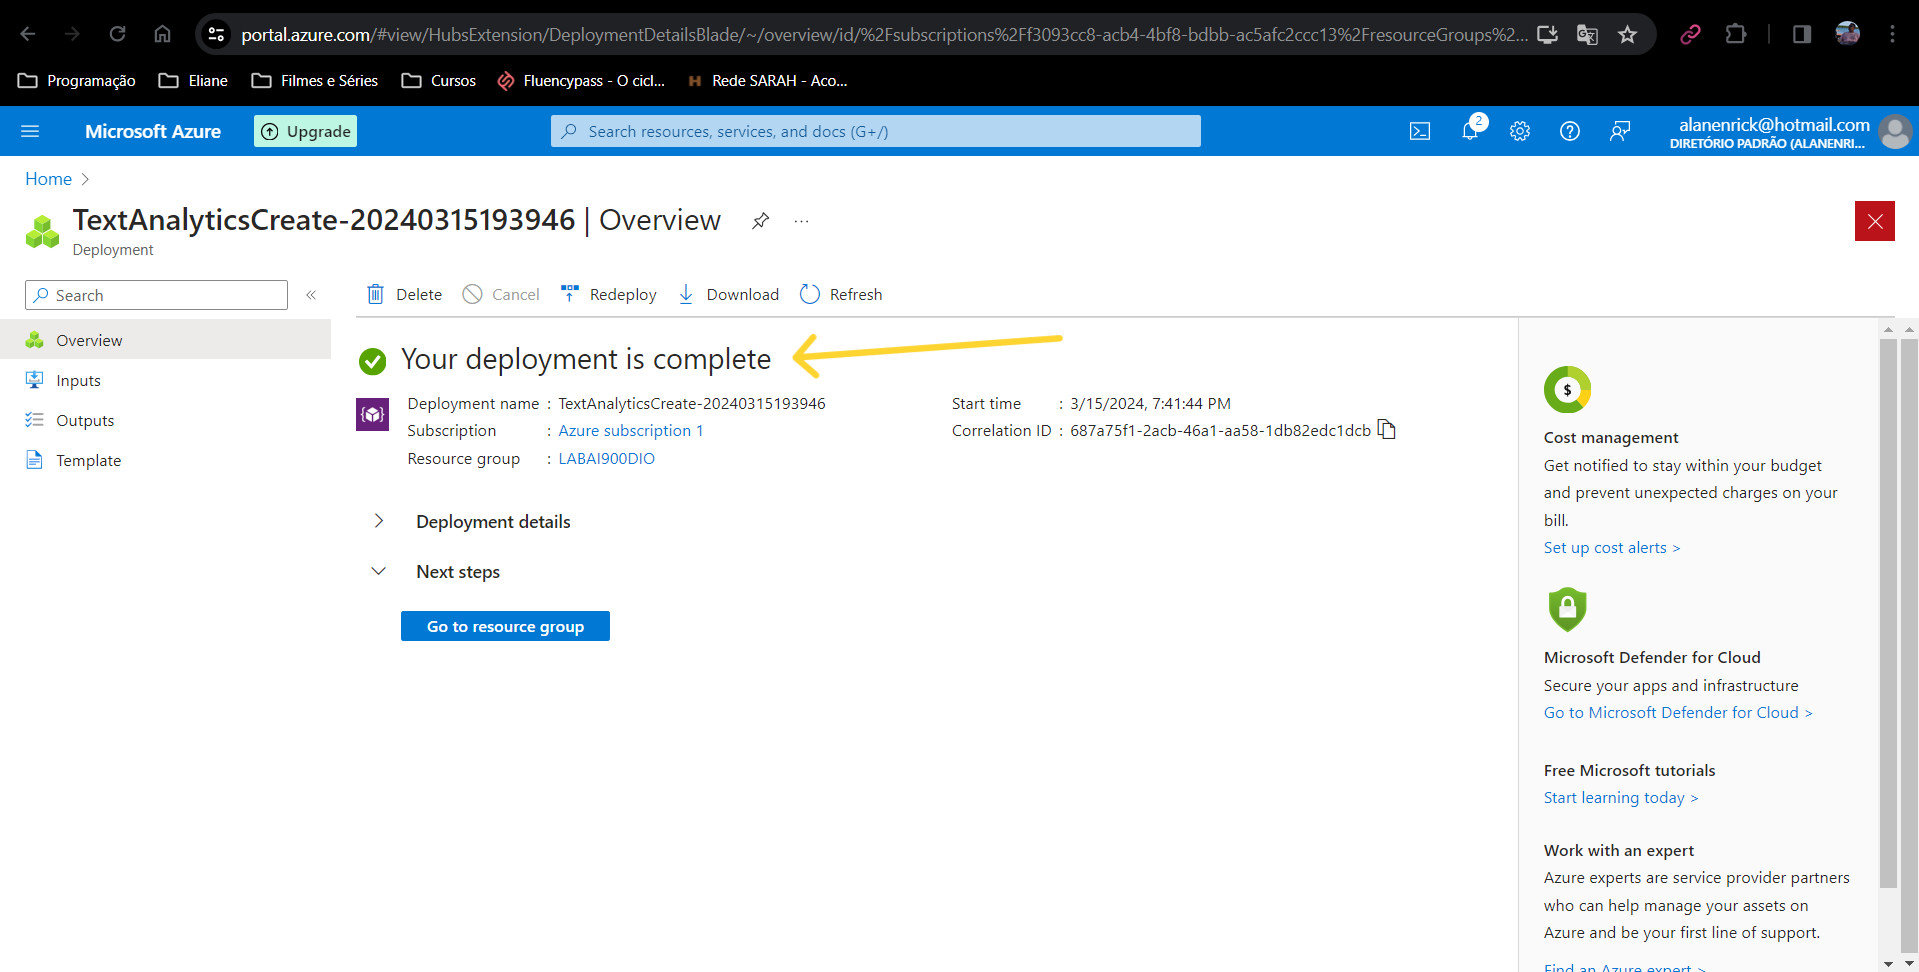 portal.azure.com/#view/HubsExtension/DeploymentDetailsBlade/~/overview/id/%2Fsubscriptions%2Ff3093cc8-acb4-4bf8-bdbb-ac5afc2ccc13%2FresourceGroups%2...
Programação Eliane Filmes e Séries Cursos Fluencypass - O cicl... H Rede SARAH - Aco...
Microsoft Azure Upgrade Search resources, services, and docs (G+/) 2 alanenrick@hotmail.com
DIRETÓRIO PADRÃO (ALANENRI...
Home >
TextAnalyticsCreate-20240315193946 | Overview ...
Deployment
Search «
Delete Cancel Redeploy Download Refresh
Overview
Inputs
Outputs
Template
Your deployment is complete
Deployment name : TextAnalyticsCreate-20240315193946
Subscription : Azure subscription 1
Resource group : LABAI900DIO
Start time : 3/15/2024, 7:41:44 PM
Correlation ID : 687a75f1-2acb-46a1-aa58-1db82edc1dcb
Deployment details
Next steps
Go to resource group
$
Cost management
Get notified to stay within your budget
and prevent unexpected charges on your
bill.
Set up cost alerts >
Microsoft Defender for Cloud
Secure your apps and infrastructure
Go to Microsoft Defender for Cloud >
Free Microsoft tutorials
Start learning today >
Work with an expert
Azure experts are service provider partners
who can help manage your assets on
Azure and be your first line of support.
Find an Azure expert >